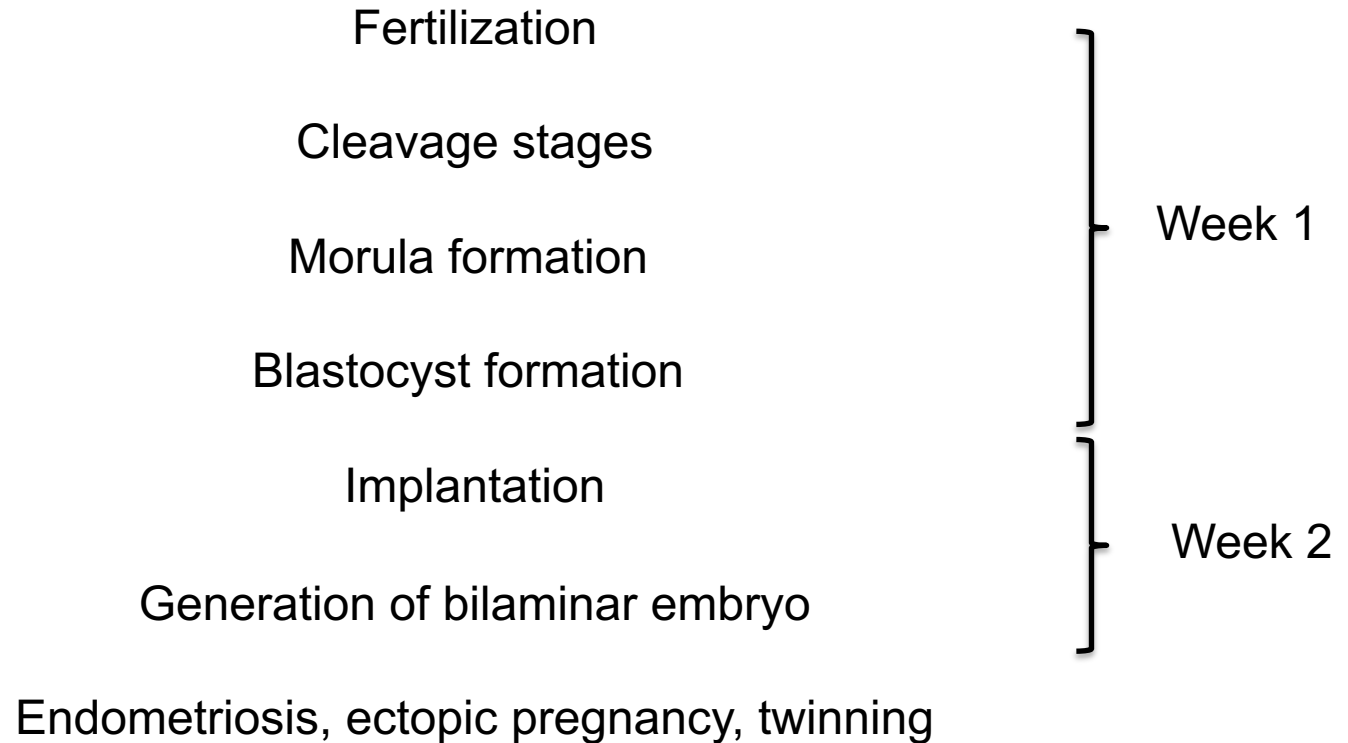 Fertilization
Cleavage stages
Morula formation
Blastocyst formation
Week 1
Implantation
Generation of bilaminar embryo
Week 2
Endometriosis, ectopic pregnancy, twinning